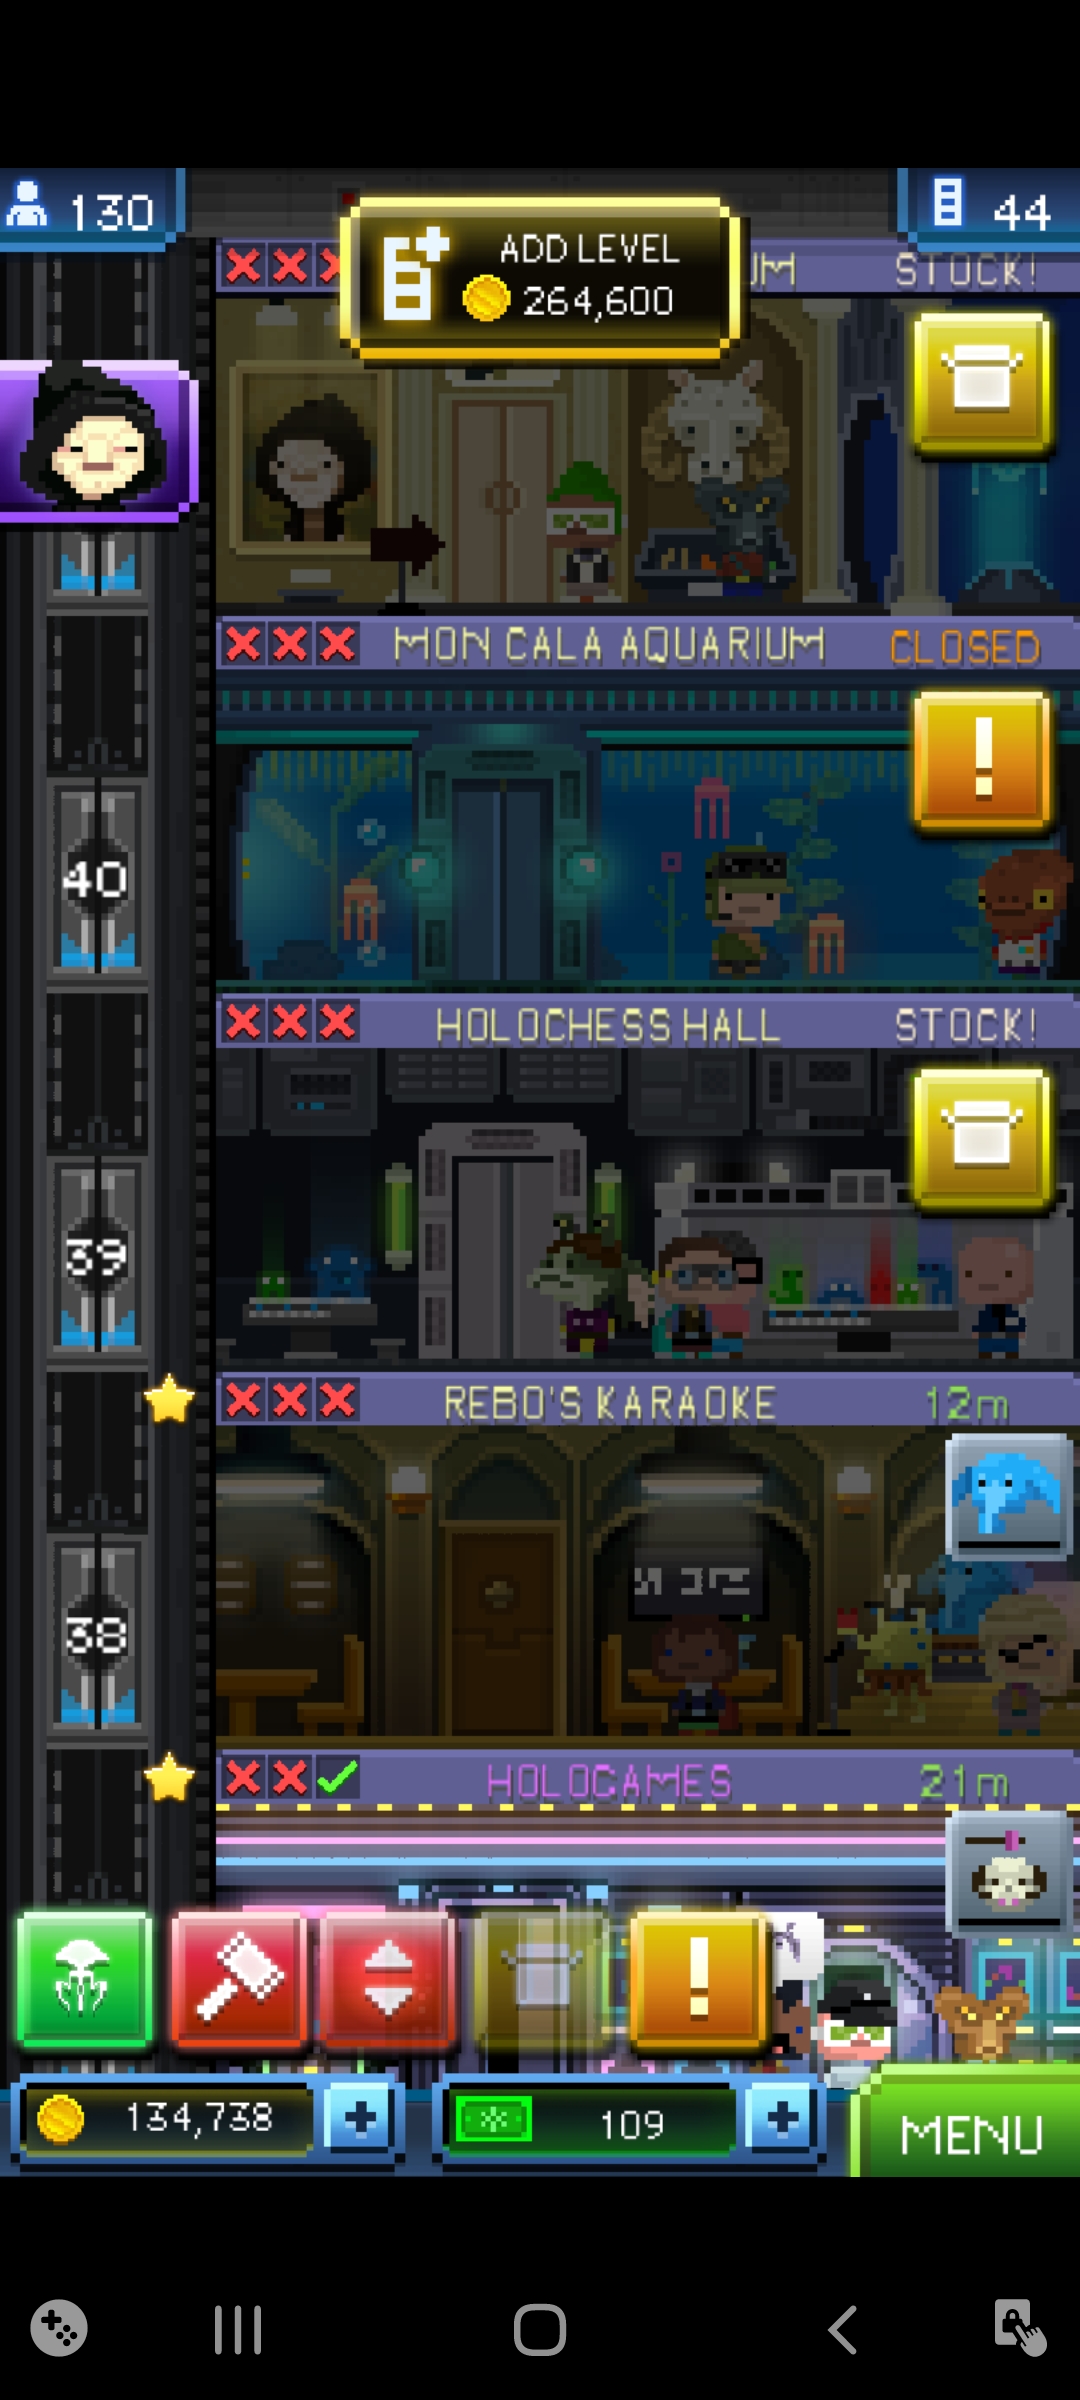 130
44
ADD LEVEL
264,600
UM STOCK!
MON CALA AQUARIUM CLOSED
!
40
HOLOCHESS HALL STOCK!
39
REBO'S KARAOKE 12m
38
HOLOGAMES 21m
!
134,738 + 109 + MENU